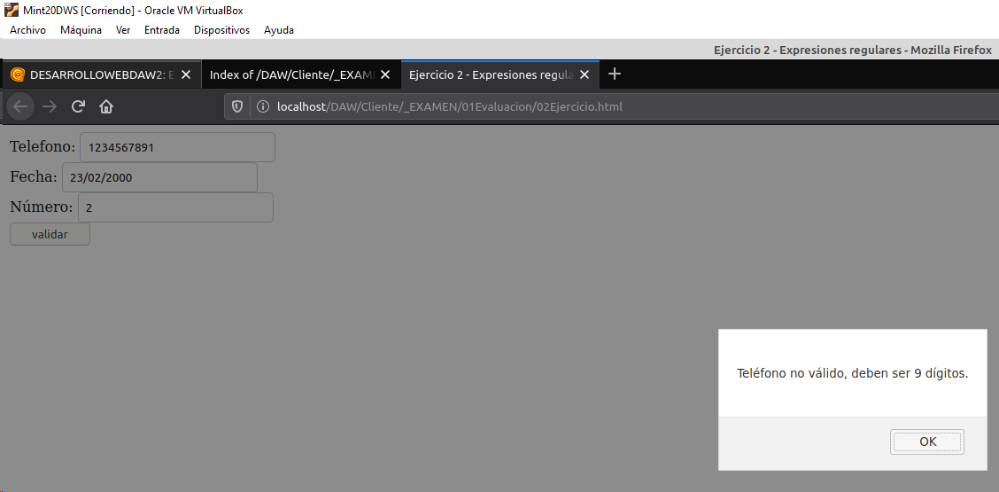 Mint20DWS [Corriendo] - Oracle VM VirtualBox
Archivo Máquina Ver Entrada Dispositivos Ayuda
Ejercicio 2 - Expresiones regulares - Mozilla Firefox
DESARROLLOWEBDAW2: E Index of /DAW/Cliente/_EXAM Ejercicio 2 - Expresiones regula
localhost/DAW/Cliente/_EXAMEN/01Evaluacion/02Ejercicio.html
Telefono: 1234567891
Fecha: 23/02/2000
Número: 2
validar
Teléfono no válido, deben ser 9 dígitos.
OK